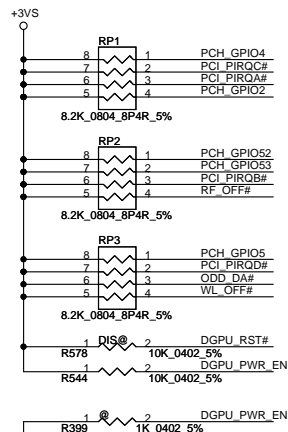 +3VS
RP1
8 1 PCH_GPIO4
7 2 PCI_PIRQC#
6 3 PCI_PIRQA#
5 4 PCH_GPIO2
8.2K_0804_8P4R_5%
RP2
8 1 PCH_GPIO52
7 2 PCH_GPIO53
6 3 PCI_PIRQB#
5 4 RF_OFF#
8.2K_0804_8P4R_5%
RP3
8 1 PCH_GPIO5
7 2 PCI_PIRQD#
6 3 ODD_DA#
5 4 WL_OFF#
8.2K_0804_8P4R_5%
1 DIS@ 2 DGPU_RST#
R578 10K_0402_5%
1 2 DGPU_PWR_EN
R544 10K_0402_5%
1 @ 2 DGPU_PWR_EN
R399 1K_0402_5%